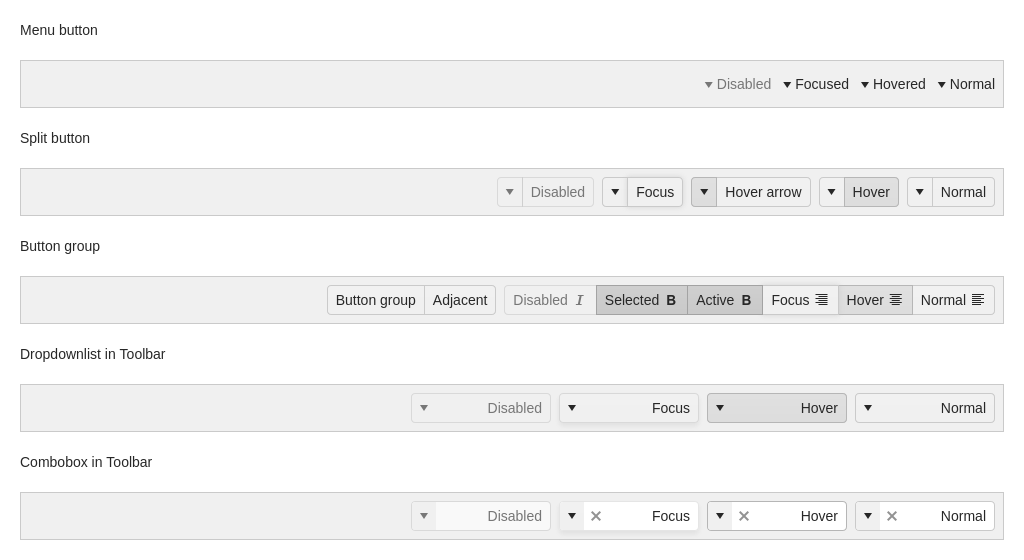 Menu button
Disabled Focused Hovered Normal
Split button
Disabled Focus Hover arrow Hover Normal
Button group
Button group Adjacent Disabled I Selected B Active B Focus Hover Normal
Dropdownlist in Toolbar
Disabled Focus Hover Normal
Combobox in Toolbar
Disabled Focus Hover Normal